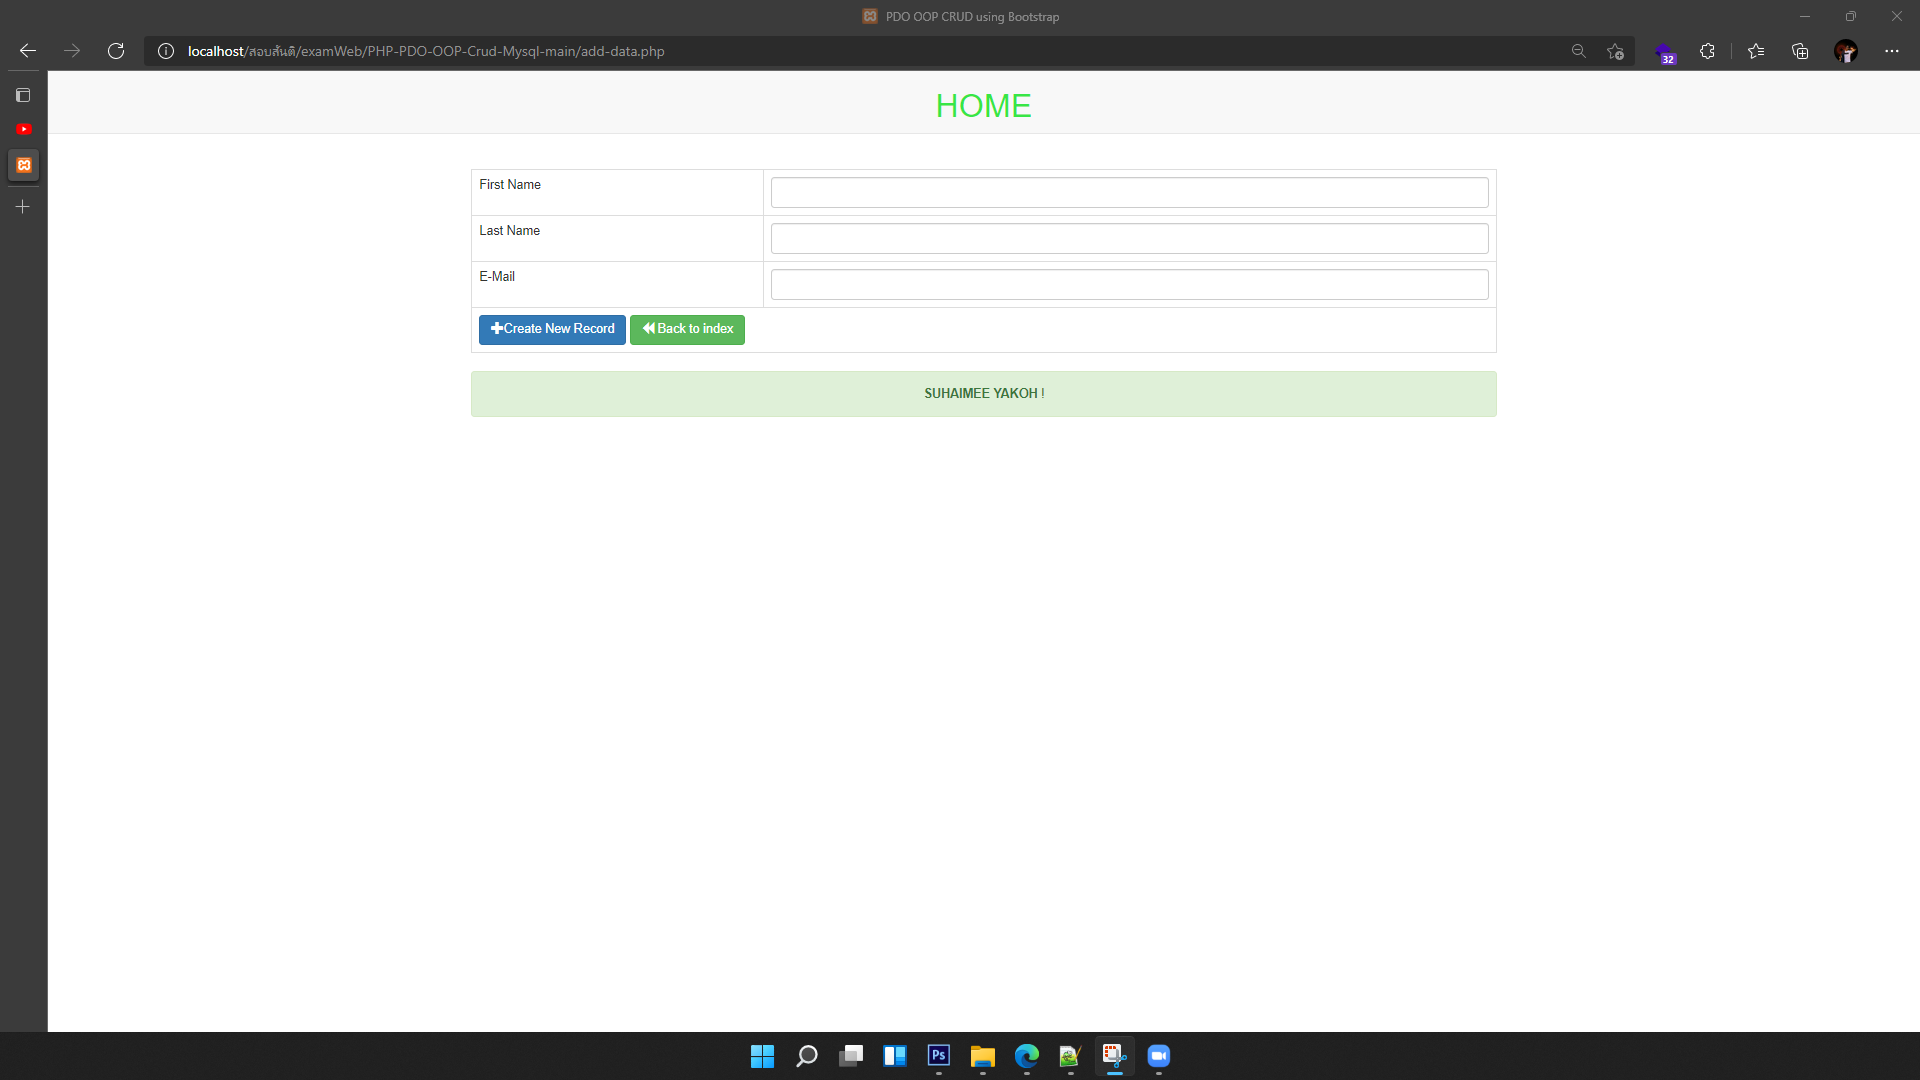 PDO OOP CRUD using Bootstrap
localhost/สอบสันติ/examWeb/PHP-PDO-OOP-Crud-Mysql-main/add-data.php
32
HOME
First Name
Last Name
E-Mail
Create New Record Back to index
SUHAIMEE YAKOH !
Ps